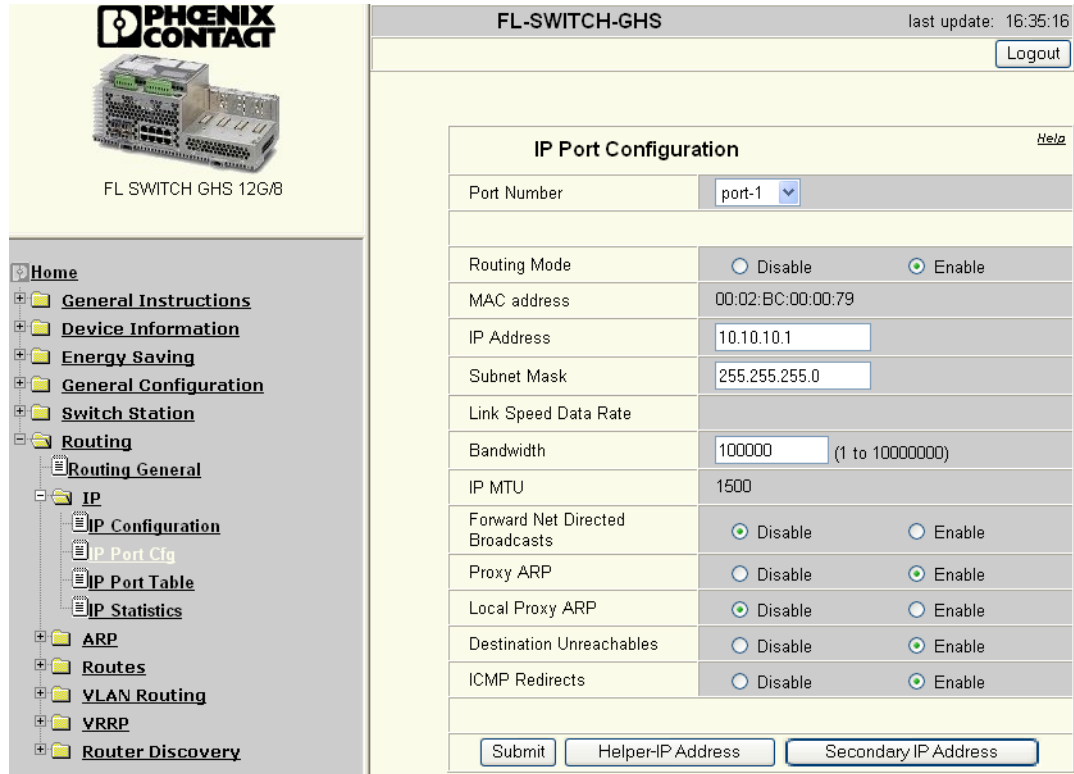 PHŒNIX
CONTACT
FL SWITCH GHS 12G/8
Home
General Instructions
Device Information
Energy Saving
General Configuration
Switch Station
Routing
Routing General
IP
IP Configuration
IP Port Cfg
IP Port Table
IP Statistics
ARP
Routes
VLAN Routing
VRRP
Router Discovery
FL-SWITCH-GHS last update: 16:35:16
Logout
IP Port Configuration Help
Port Number port-1
Routing Mode Disable Enable
MAC address 00:02:BC:00:00:79
IP Address 10.10.10.1
Subnet Mask 255.255.255.0
Link Speed Data Rate
Bandwidth 100000 (1 to 10000000)
IP MTU 1500
Forward Net Directed
Broadcasts Disable Enable
Proxy ARP Disable Enable
Local Proxy ARP Disable Enable
Destination Unreachables Disable Enable
ICMP Redirects Disable Enable
Submit Helper-IP Address Secondary IP Address